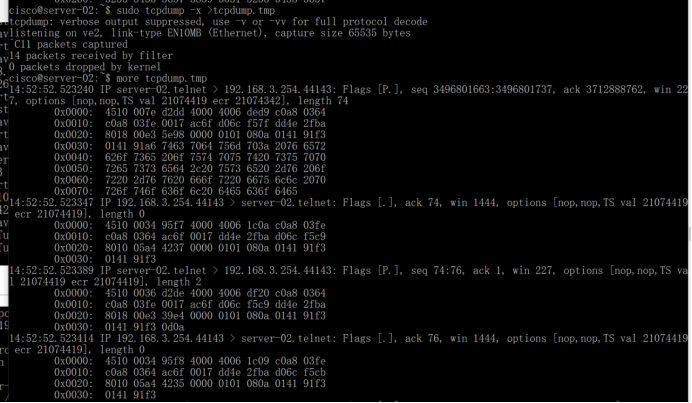 cisco@server-02:~$ sudo tcpdump -x >tcpdump.tmp
tcpdump: verbose output suppressed, use -v or -vv for full protocol decode
listening on ve2, link-type EN10MB (Ethernet), capture size 65535 bytes
C11 packets captured
14 packets received by filter
0 packets dropped by kernel
cisco@server-02:~$ more tcpdump.tmp
14:52:52.523240 IP server-02.telnet > 192.168.3.254.44143: Flags [P.], seq 3496801663:3496801737, ack 3712888762, win 22
7, options [nop,nop,TS val 21074419 ecr 21074342], length 74
0x0000: 4510 007e d2dd 4000 4006 ded9 c0a8 0364
0x0010: c0a8 03fe 0017 ac6f d06c f57f dd4e 2fba
0x0020: 8018 00e3 5e98 0000 0101 080a 0141 91f3
0x0030: 0141 91a6 7463 7064 756d 703a 2076 6572
0x0040: 626f 7365 206f 7574 7075 7420 7375 7070
0x0050: 7265 7373 6564 2c20 7573 6520 2d76 206f
0x0060: 7220 2d76 7620 666f 7220 6675 6c6c 2070
0x0070: 726f 746f 636f 6c20 6465 636f 6465
14:52:52.523347 IP 192.168.3.254.44143 > server-02.telnet: Flags [.], ack 74, win 1444, options [nop,nop,TS val 21074419
ecr 21074419], length 0
0x0000: 4510 0034 95f7 4000 4006 1c0a c0a8 03fe
0x0010: c0a8 0364 ac6f 0017 dd4e 2fba d06c f5c9
0x0020: 8010 05a4 4237 0000 0101 080a 0141 91f3
0x0030: 0141 91f3
14:52:52.523389 IP server-02.telnet > 192.168.3.254.44143: Flags [P.], seq 74:76, ack 1, win 227, options [nop,nop,TS va
l 21074419 ecr 21074419], length 2
0x0000: 4510 0036 d2de 4000 4006 df20 c0a8 0364
0x0010: c0a8 03fe 0017 ac6f d06c f5c9 dd4e 2fba
0x0020: 8018 00e3 39e4 0000 0101 080a 0141 91f3
0x0030: 0141 91f3 0d0a
14:52:52.523414 IP 192.168.3.254.44143 > server-02.telnet: Flags [.], ack 76, win 1444, options [nop,nop,TS val 21074419
ecr 21074419], length 0
0x0000: 4510 0034 95f8 4000 4006 1c09 c0a8 03fe
0x0010: c0a8 0364 ac6f 0017 dd4e 2fba d06c f5cb
0x0020: 8010 05a4 4235 0000 0101 080a 0141 91f3
0x0030: 0141 91f3